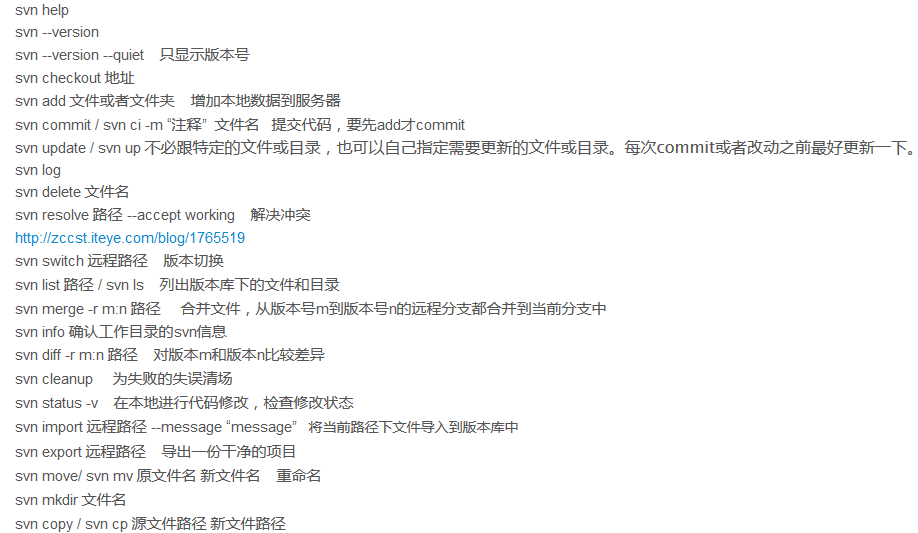 svn help
svn --version
svn --version --quiet    只显示版本号
svn checkout 地址
svn add 文件或者文件夹    增加本地数据到服务器
svn commit / svn ci -m “注释”  文件名   提交代码，要先add才commit
svn update / svn up 不必跟特定的文件或目录，也可以自己指定需要更新的文件或目录。每次commit或者改动之前最好更新一下。
svn log
svn delete 文件名
svn resolve 路径 --accept working    解决冲突
http://zccst.iteye.com/blog/1765519
svn switch 远程路径    版本切换
svn list 路径 / svn ls    列出版本库下的文件和目录
svn merge -r m:n 路径     合并文件，从版本号m到版本号n的远程分支都合并到当前分支中
svn info 确认工作目录的svn信息
svn diff -r m:n 路径    对版本m和版本n比较差异
svn cleanup     为失败的失误清场
svn status -v    在本地进行代码修改，检查修改状态
svn import 远程路径 --message “message”   将当前路径下文件导入到版本库中
svn export 远程路径    导出一份干净的项目
svn move/ svn mv 原文件名 新文件名    重命名
svn mkdir 文件名
svn copy / svn cp 源文件路径 新文件路径